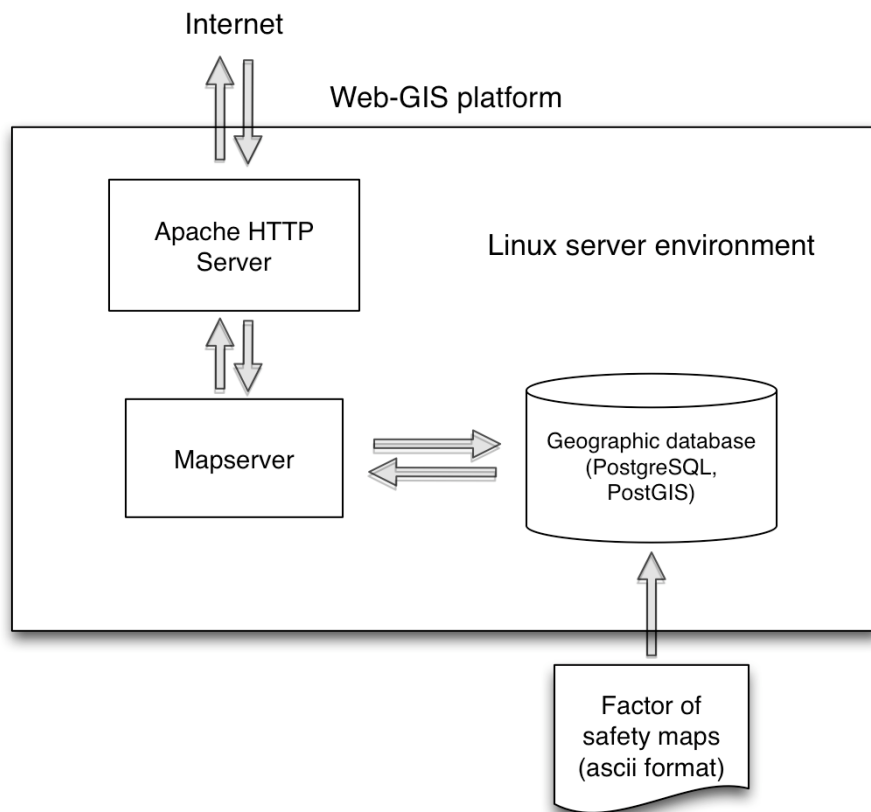 Internet
Web-GIS platform
Apache HTTP
Server
Linux server environment
Mapserver
Geographic database
(PostgreSQL,
PostGIS)
Factor of
safety maps
(ascii format)